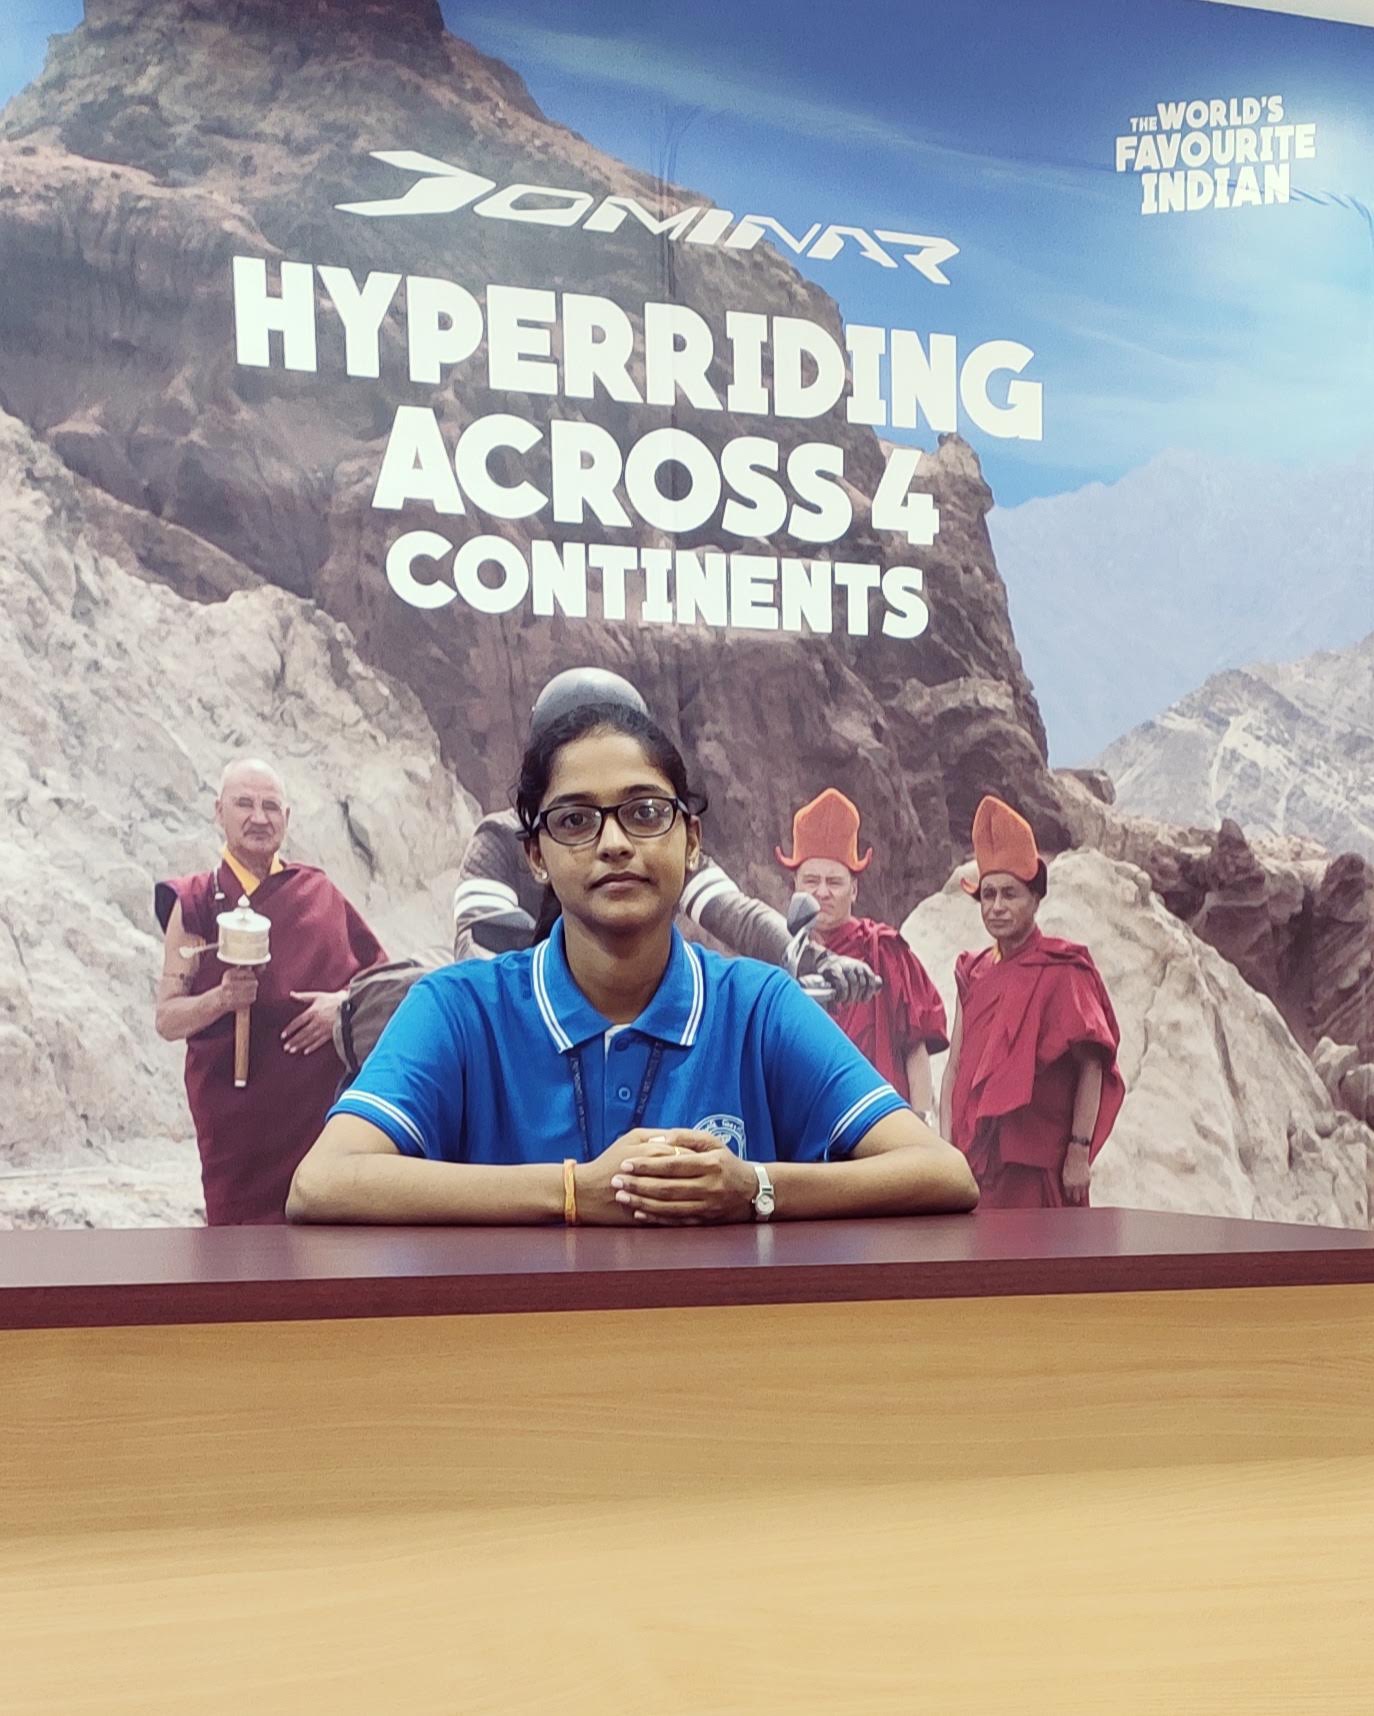 THE WORLD'S
FAVOURITE
INDIAN
DOMINAR
HYPERRIDING
ACROSS 4
CONTINENTS